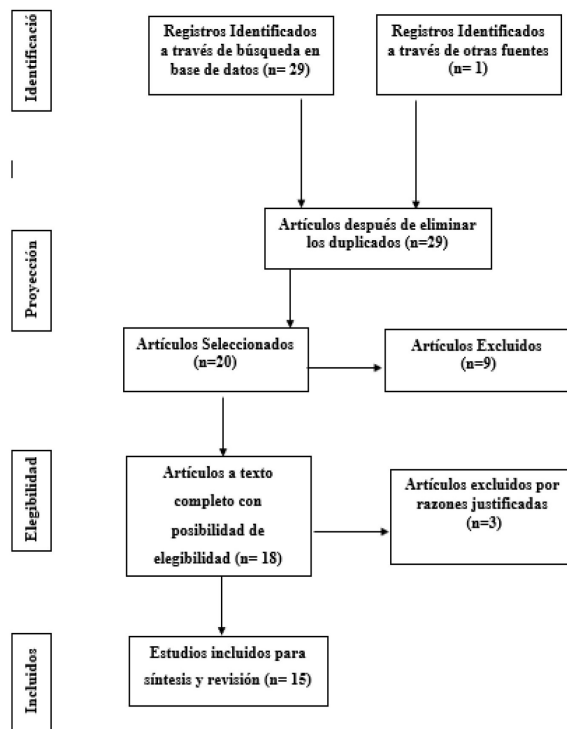 Identificació
Registros Identificados
a través de búsqueda en
base de datos (n= 29)
Registros Identificados
a través de otras fuentes
(n= 1)
Proyección
Artículos después de eliminar
los duplicados (n=29)
Artículos Seleccionados
(n=20)
Artículos Excluidos
(n=9)
Elegibilidad
Artículos a texto
completo con
posibilidad de
elegibilidad (n= 18)
Artículos excluidos por
razones justificadas
(n=3)
Incluidos
Estudios incluidos para
síntesis y revisión (n= 15)